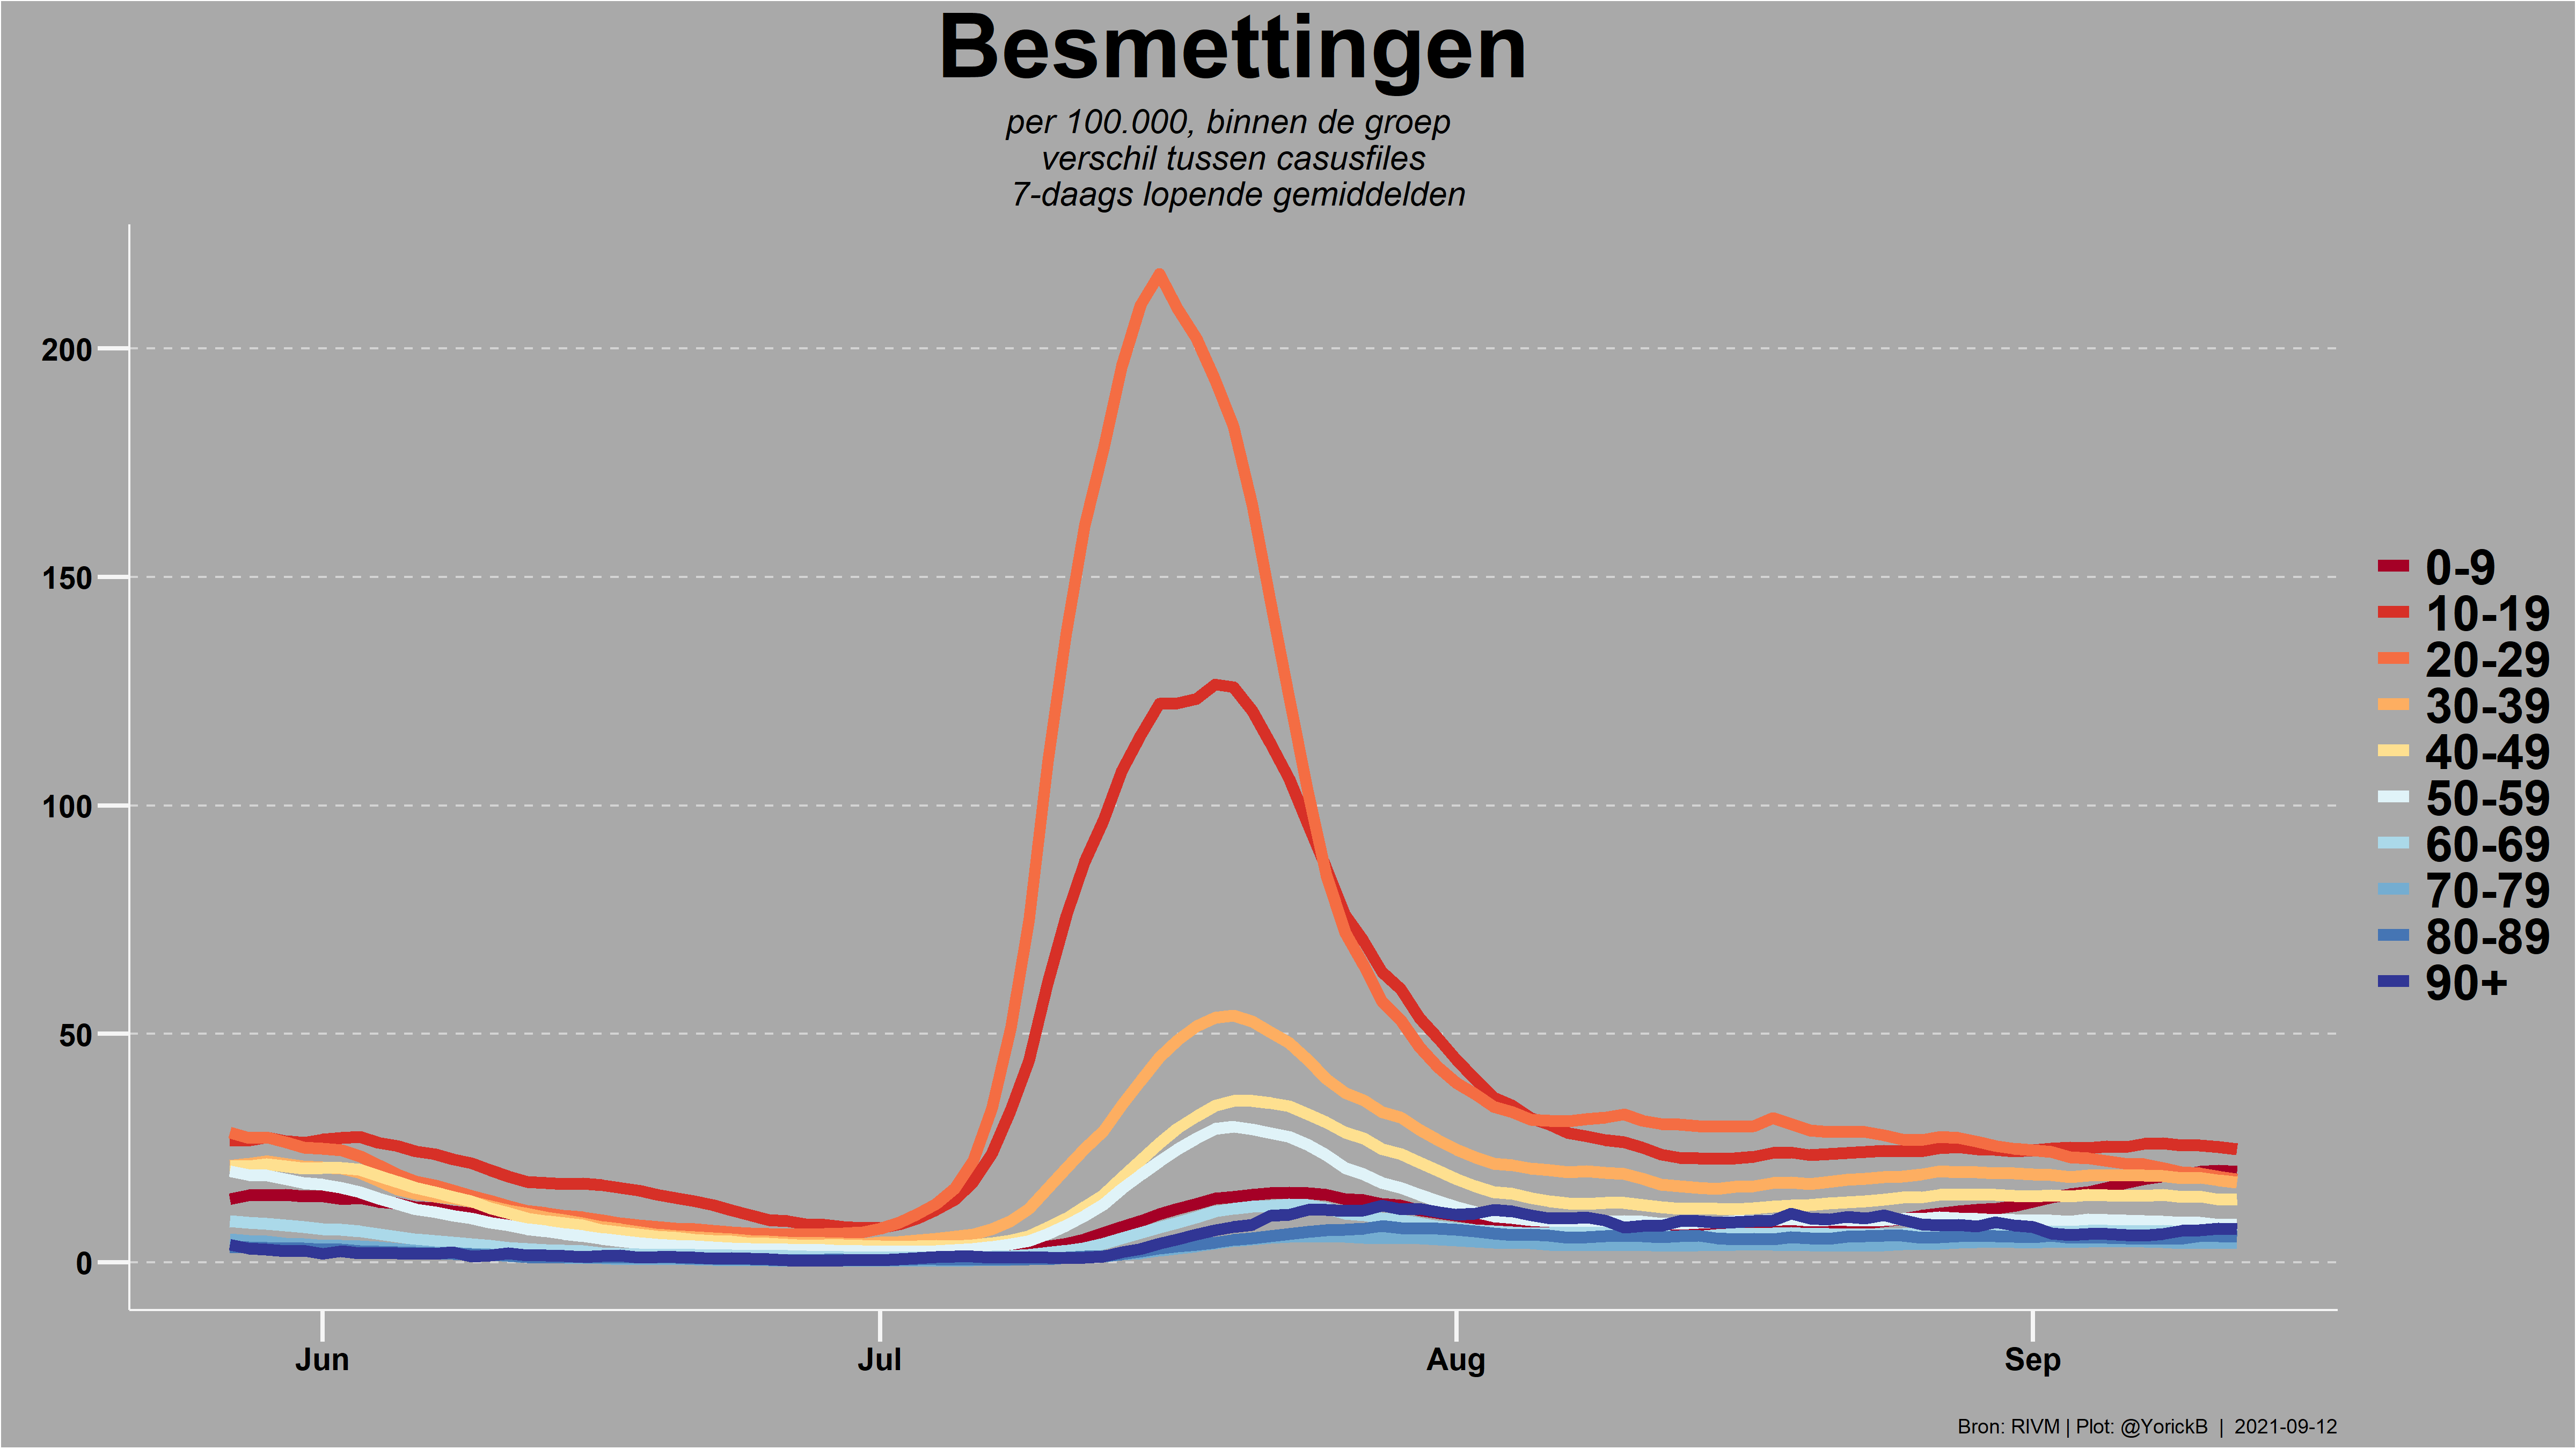 Besmettingen
per 100.000, binnen de groep
verschil tussen casusfiles
7-daags lopende gemiddelden
200
150
100
50
0
Jun
Jul
Aug
Sep
0-9
10-19
20-29
30-39
40-49
50-59
60-69
70-79
80-89
90+
Bron: RIVM | Plot: @YorickB | 2021-09-12